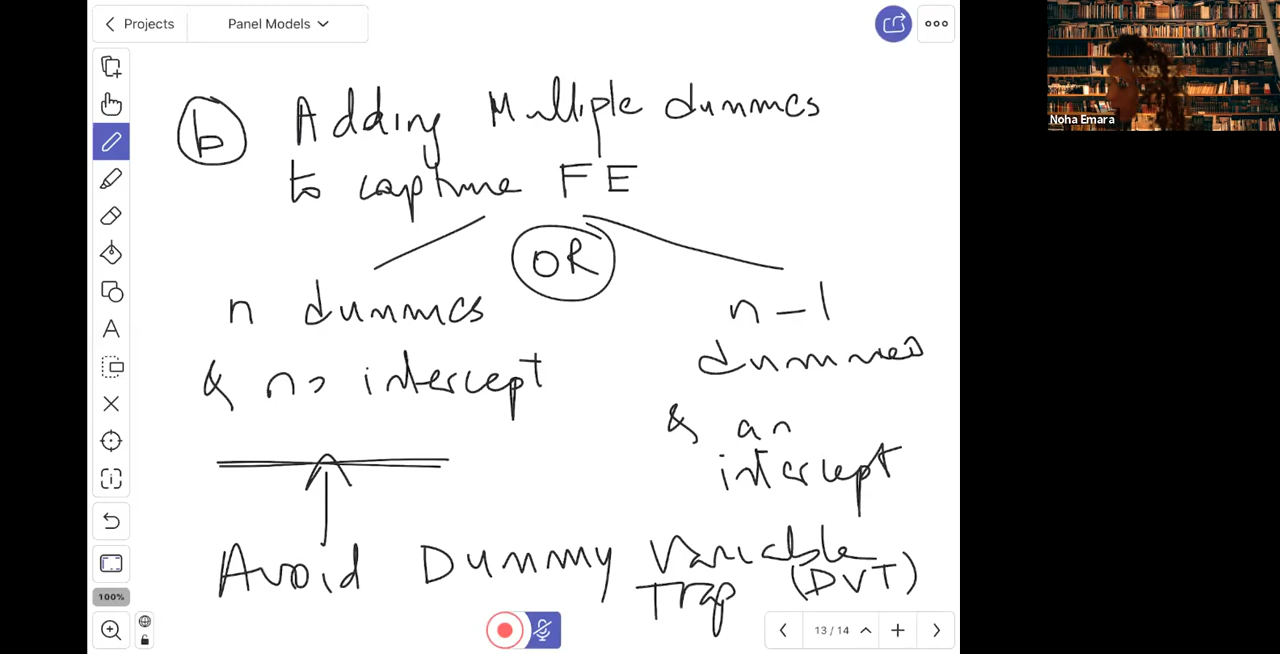 Projects
Panel Models
b Adding Multiple dummies
to capture FE
OR
n dummies
& no intercept
n-1
dummies
& an
intercept
Avoid Dummy Variable
Trap (DVT)
A
100%
13 / 14
Noha Emara